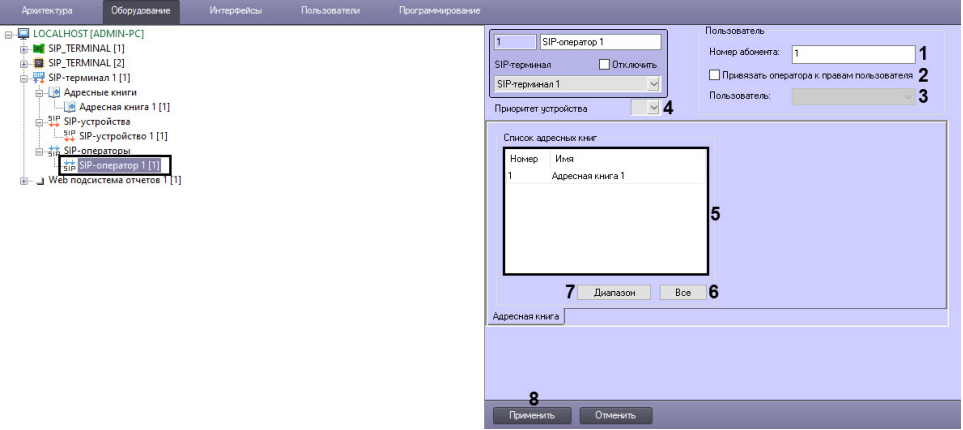 Архитектура Оборудование Интерфейсы Пользователи Программирование
LOCALHOST [ADMIN-PC]
SIP_TERMINAL [1]
SIP_TERMINAL [2]
SIP-терминал 1 [1]
Адресные книги
Адресная книга 1 [1]
SIP-устройства
SIP-устройство 1 [1]
SIP-операторы
SIP-оператор 1 [1]
Web подсистема отчетов 1 [1]
1 SIP-оператор 1
SIP-терминал Отключить
SIP-терминал 1
Приоритет устройства 4
Пользователь
Номер абонента: 1 1
Привязать оператора к правам пользователя 2
Пользователь: 3
Список адресных книг
Номер Имя
1 Адресная книга 1
5
7 Диапазон Все 6
Адресная книга
8
Применить Отменить